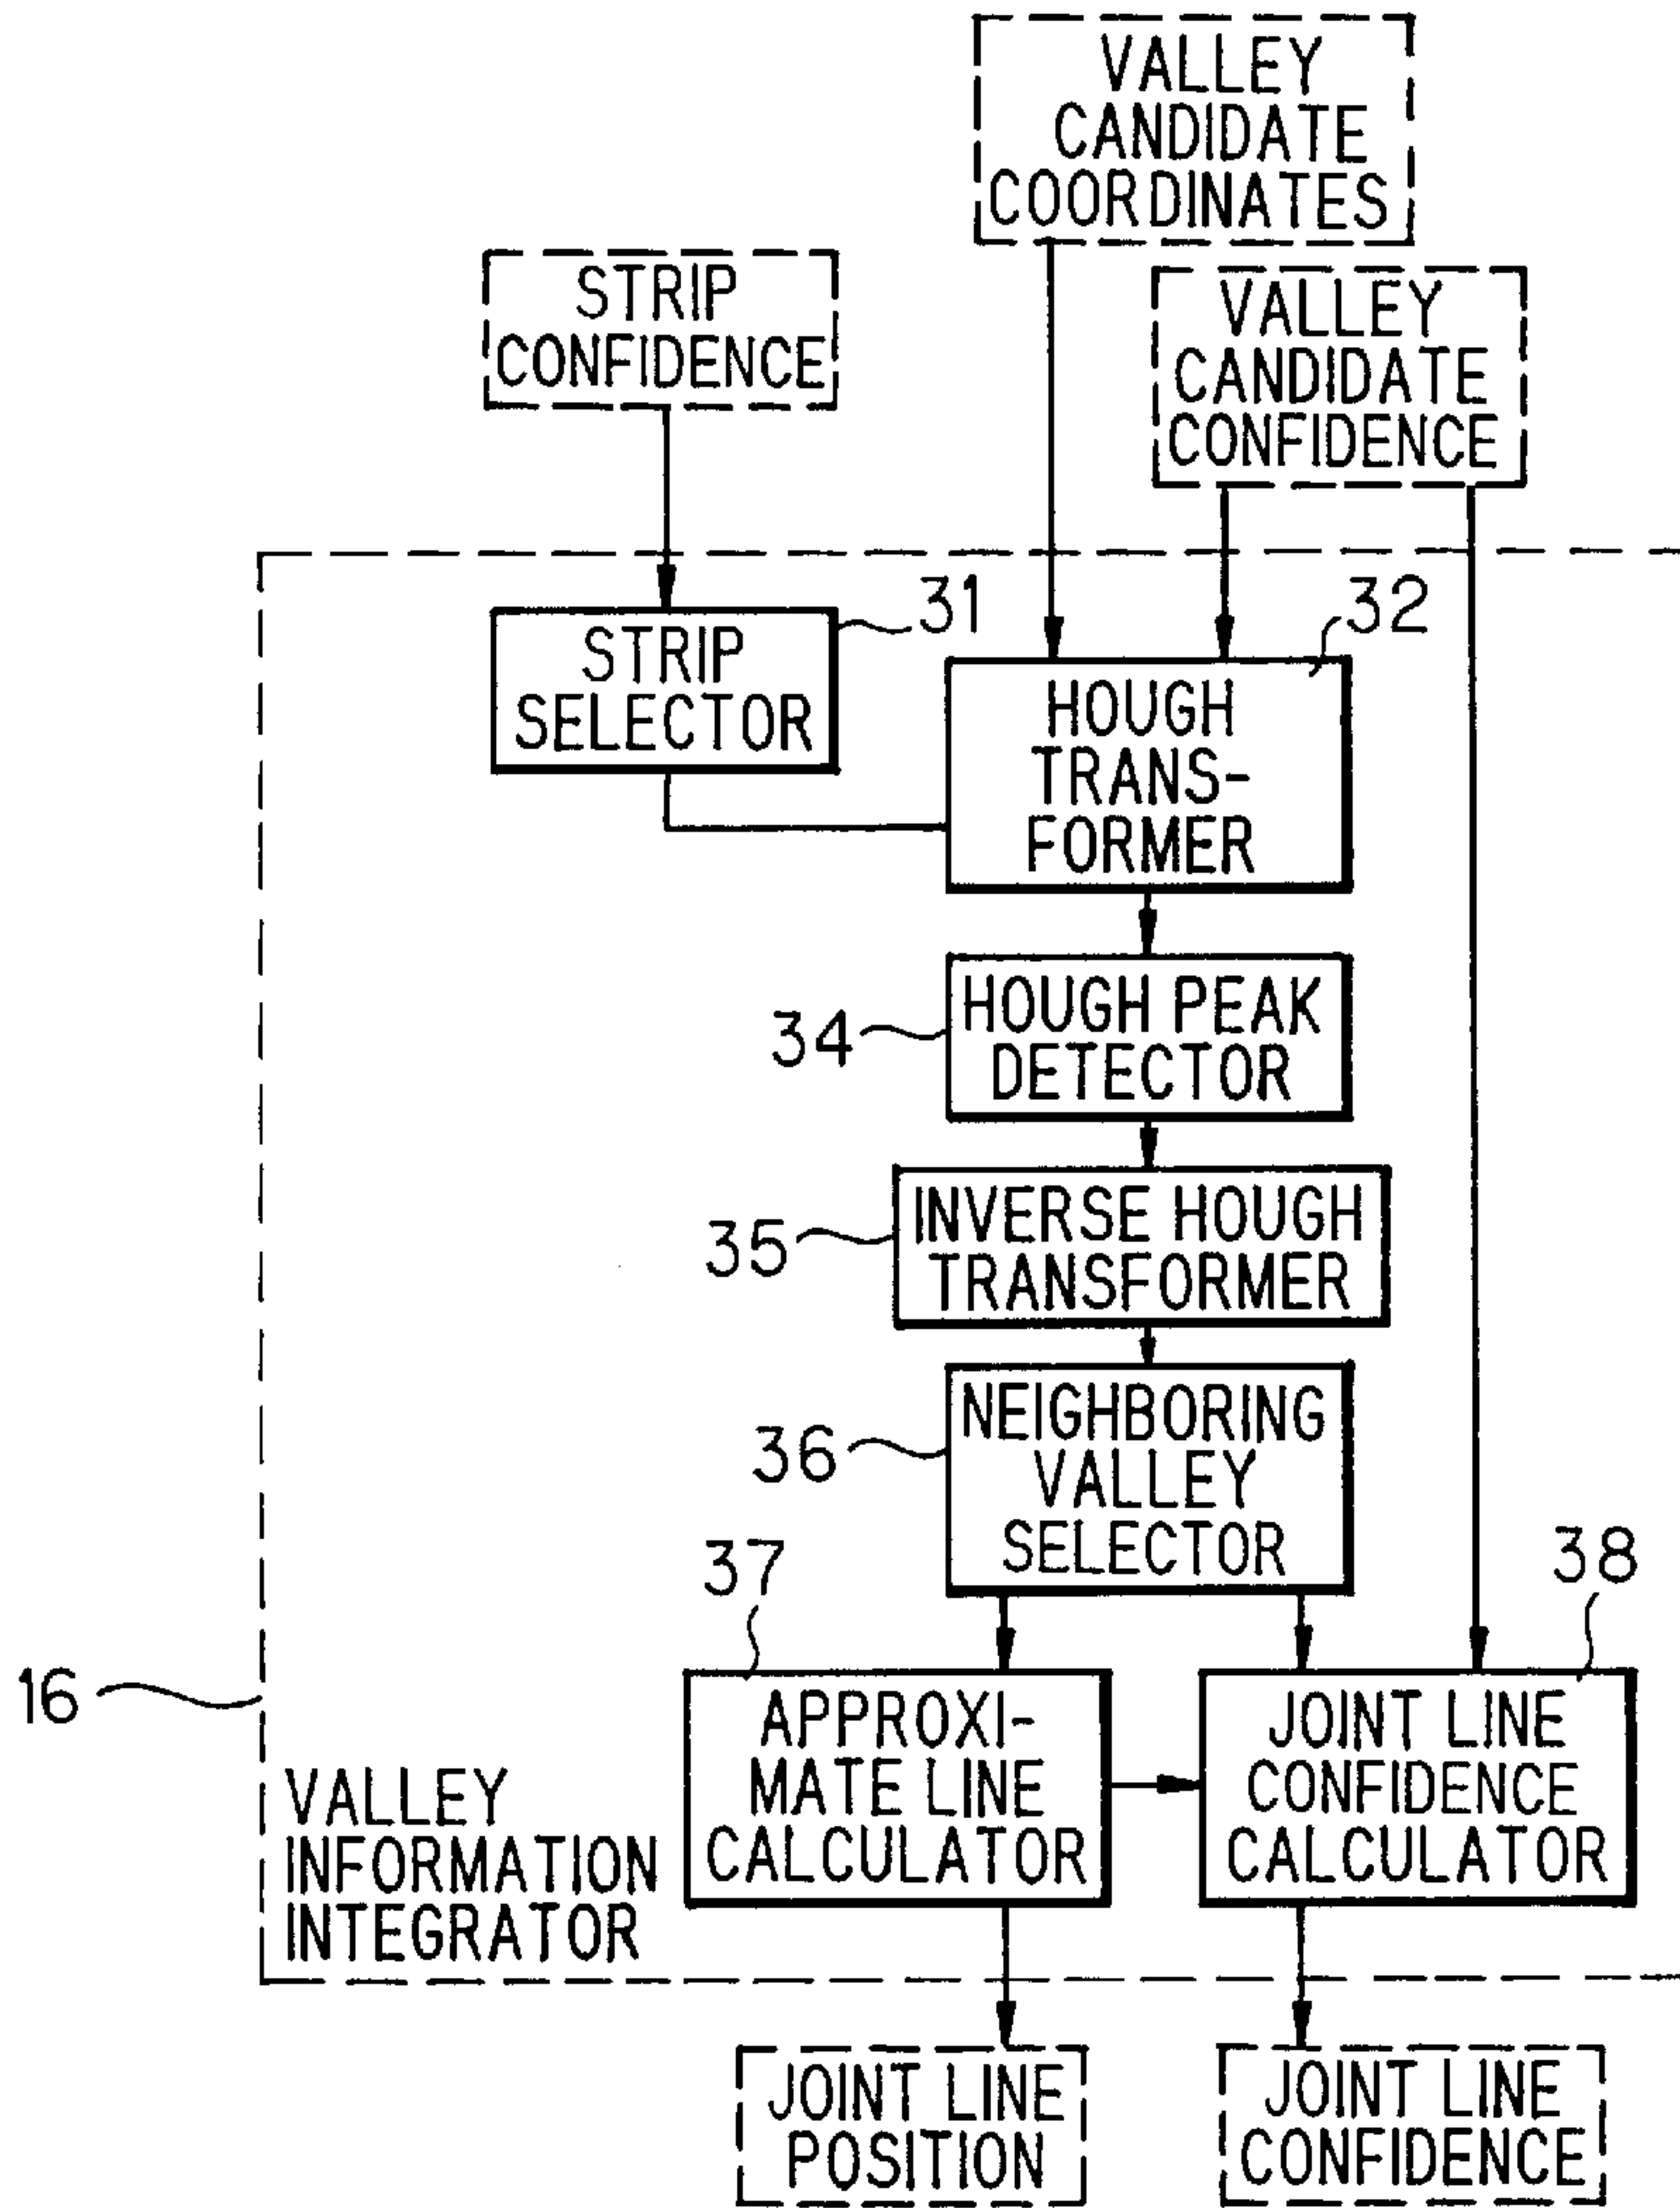 VALLEY
CANDIDATE
COORDINATES
STRIP
CONFIDENCE
VALLEY
CANDIDATE
CONFIDENCE
31
STRIP
SELECTOR
32
HOUGH
TRANS-
FORMER
34
HOUGH PEAK
DETECTOR
35
INVERSE HOUGH
TRANSFORMER
36
NEIGHBORING
VALLEY
SELECTOR
37
38
16
APPROXI-
MATE LINE
CALCULATOR
JOINT LINE
CONFIDENCE
CALCULATOR
VALLEY
INFORMATION
INTEGRATOR
JOINT LINE
POSITION
JOINT LINE
CONFIDENCE